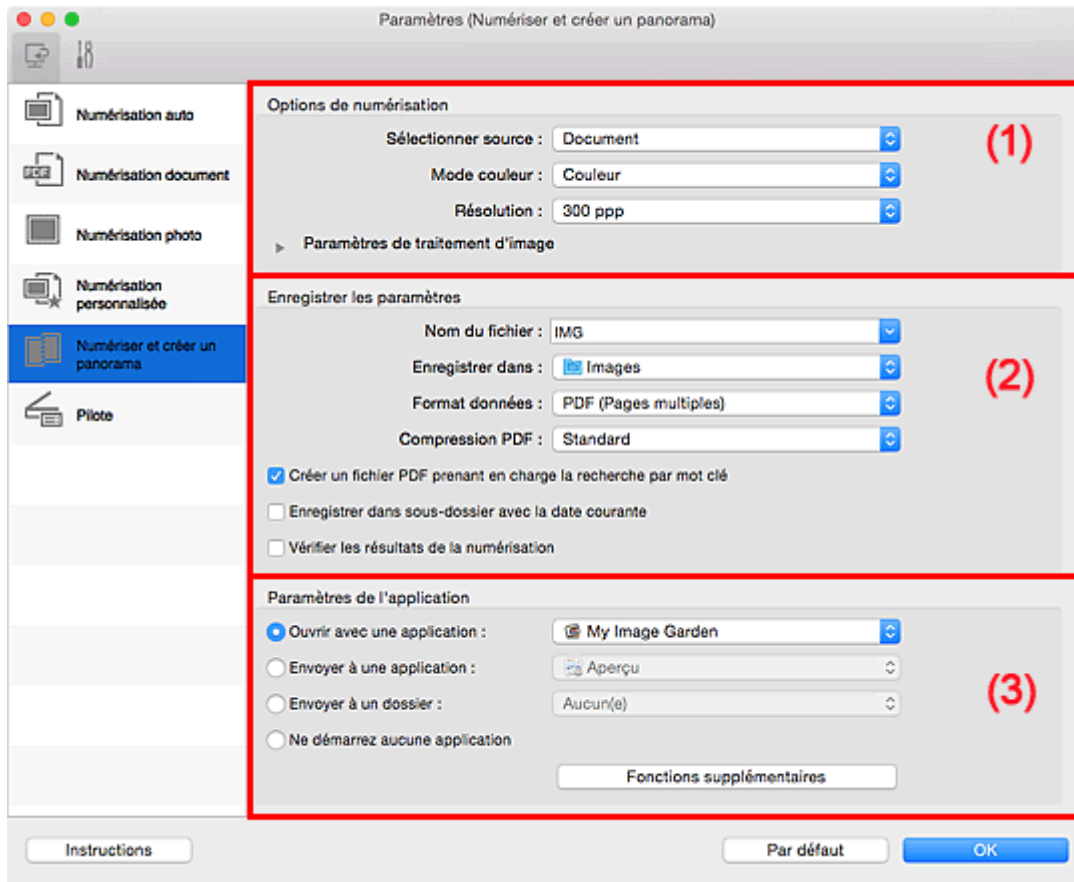 Paramètres (Numériser et créer un panorama)
Numérisation auto
Numérisation document
Numérisation photo
Numérisation
personnalisée
Numériser et créer un
panorama
Pilote
PDF
Options de numérisation
(1)
Sélectionner source : Document
Mode couleur : Couleur
Résolution : 300 ppp
Paramètres de traitement d'image
Enregistrer les paramètres
(2)
Nom du fichier : IMG
Enregistrer dans : Images
Format données : PDF (Pages multiples)
Compression PDF : Standard
Créer un fichier PDF prenant en charge la recherche par mot clé
Enregistrer dans sous-dossier avec la date courante
Vérifier les résultats de la numérisation
Paramètres de l'application
(3)
Ouvrir avec une application : My Image Garden
Envoyer à une application : Aperçu
Envoyer à un dossier : Aucun(e)
Ne démarrez aucune application
Fonctions supplémentaires
Instructions
Par défaut
OK